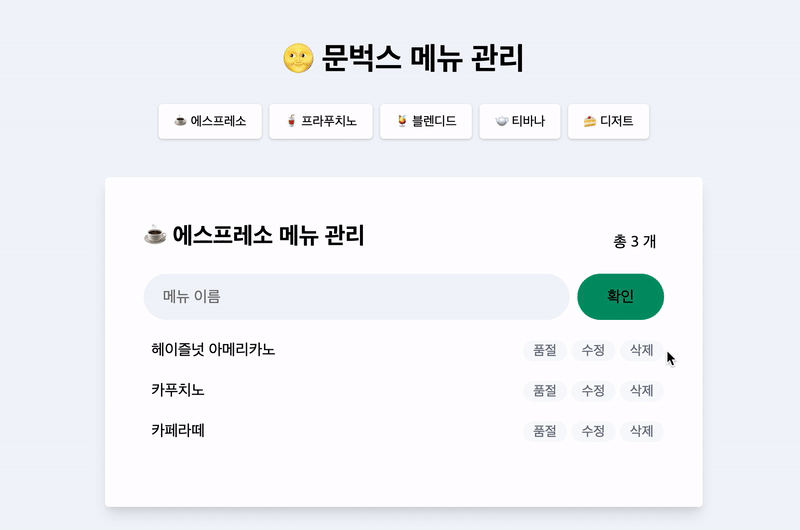 🌝 문벅스 메뉴 관리
☕ 에스프레소 🥤 프라푸치노 🍹 블렌디드 🫖 티바나 🍰 디저트
☕ 에스프레소 메뉴 관리 총 3 개
메뉴 이름 확인
헤이즐넛 아메리카노 품절 수정 삭제
카푸치노 품절 수정 삭제
카페라떼 품절 수정 삭제